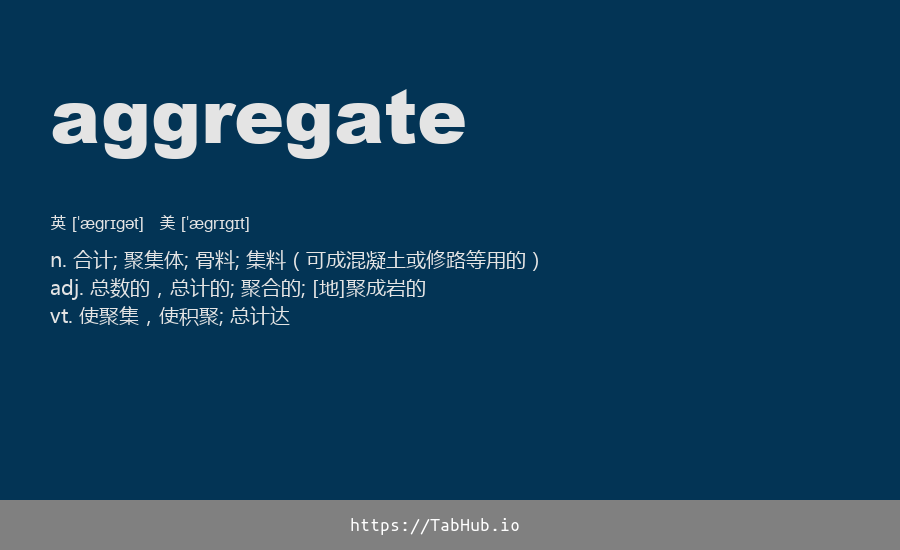 aggregate
英 [ˈæɡrɪɡət] 美 [ˈæɡrɪɡɪt]
n. 合计; 聚集体; 骨料; 集料（可成混凝土或修路等用的）
adj. 总数的，总计的; 聚合的; [地]聚成岩的
vt. 使聚集，使积聚; 总计达
https://TabHub.io